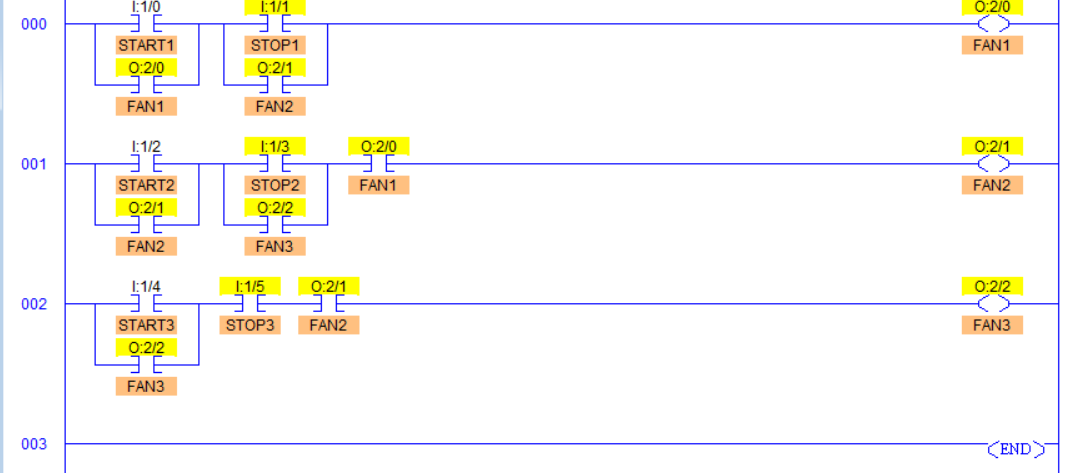 I:1/0 I:1/1 O:2/0
000
START1 STOP1 FAN1
O:2/0 O:2/1
FAN1 FAN2
I:1/2 I:1/3 O:2/0 O:2/1
001
START2 STOP2 FAN1 FAN2
O:2/1 O:2/2
FAN2 FAN3
I:1/4 I:1/5 O:2/1 O:2/2
002
START3 STOP3 FAN2 FAN3
O:2/2
FAN3
003 END